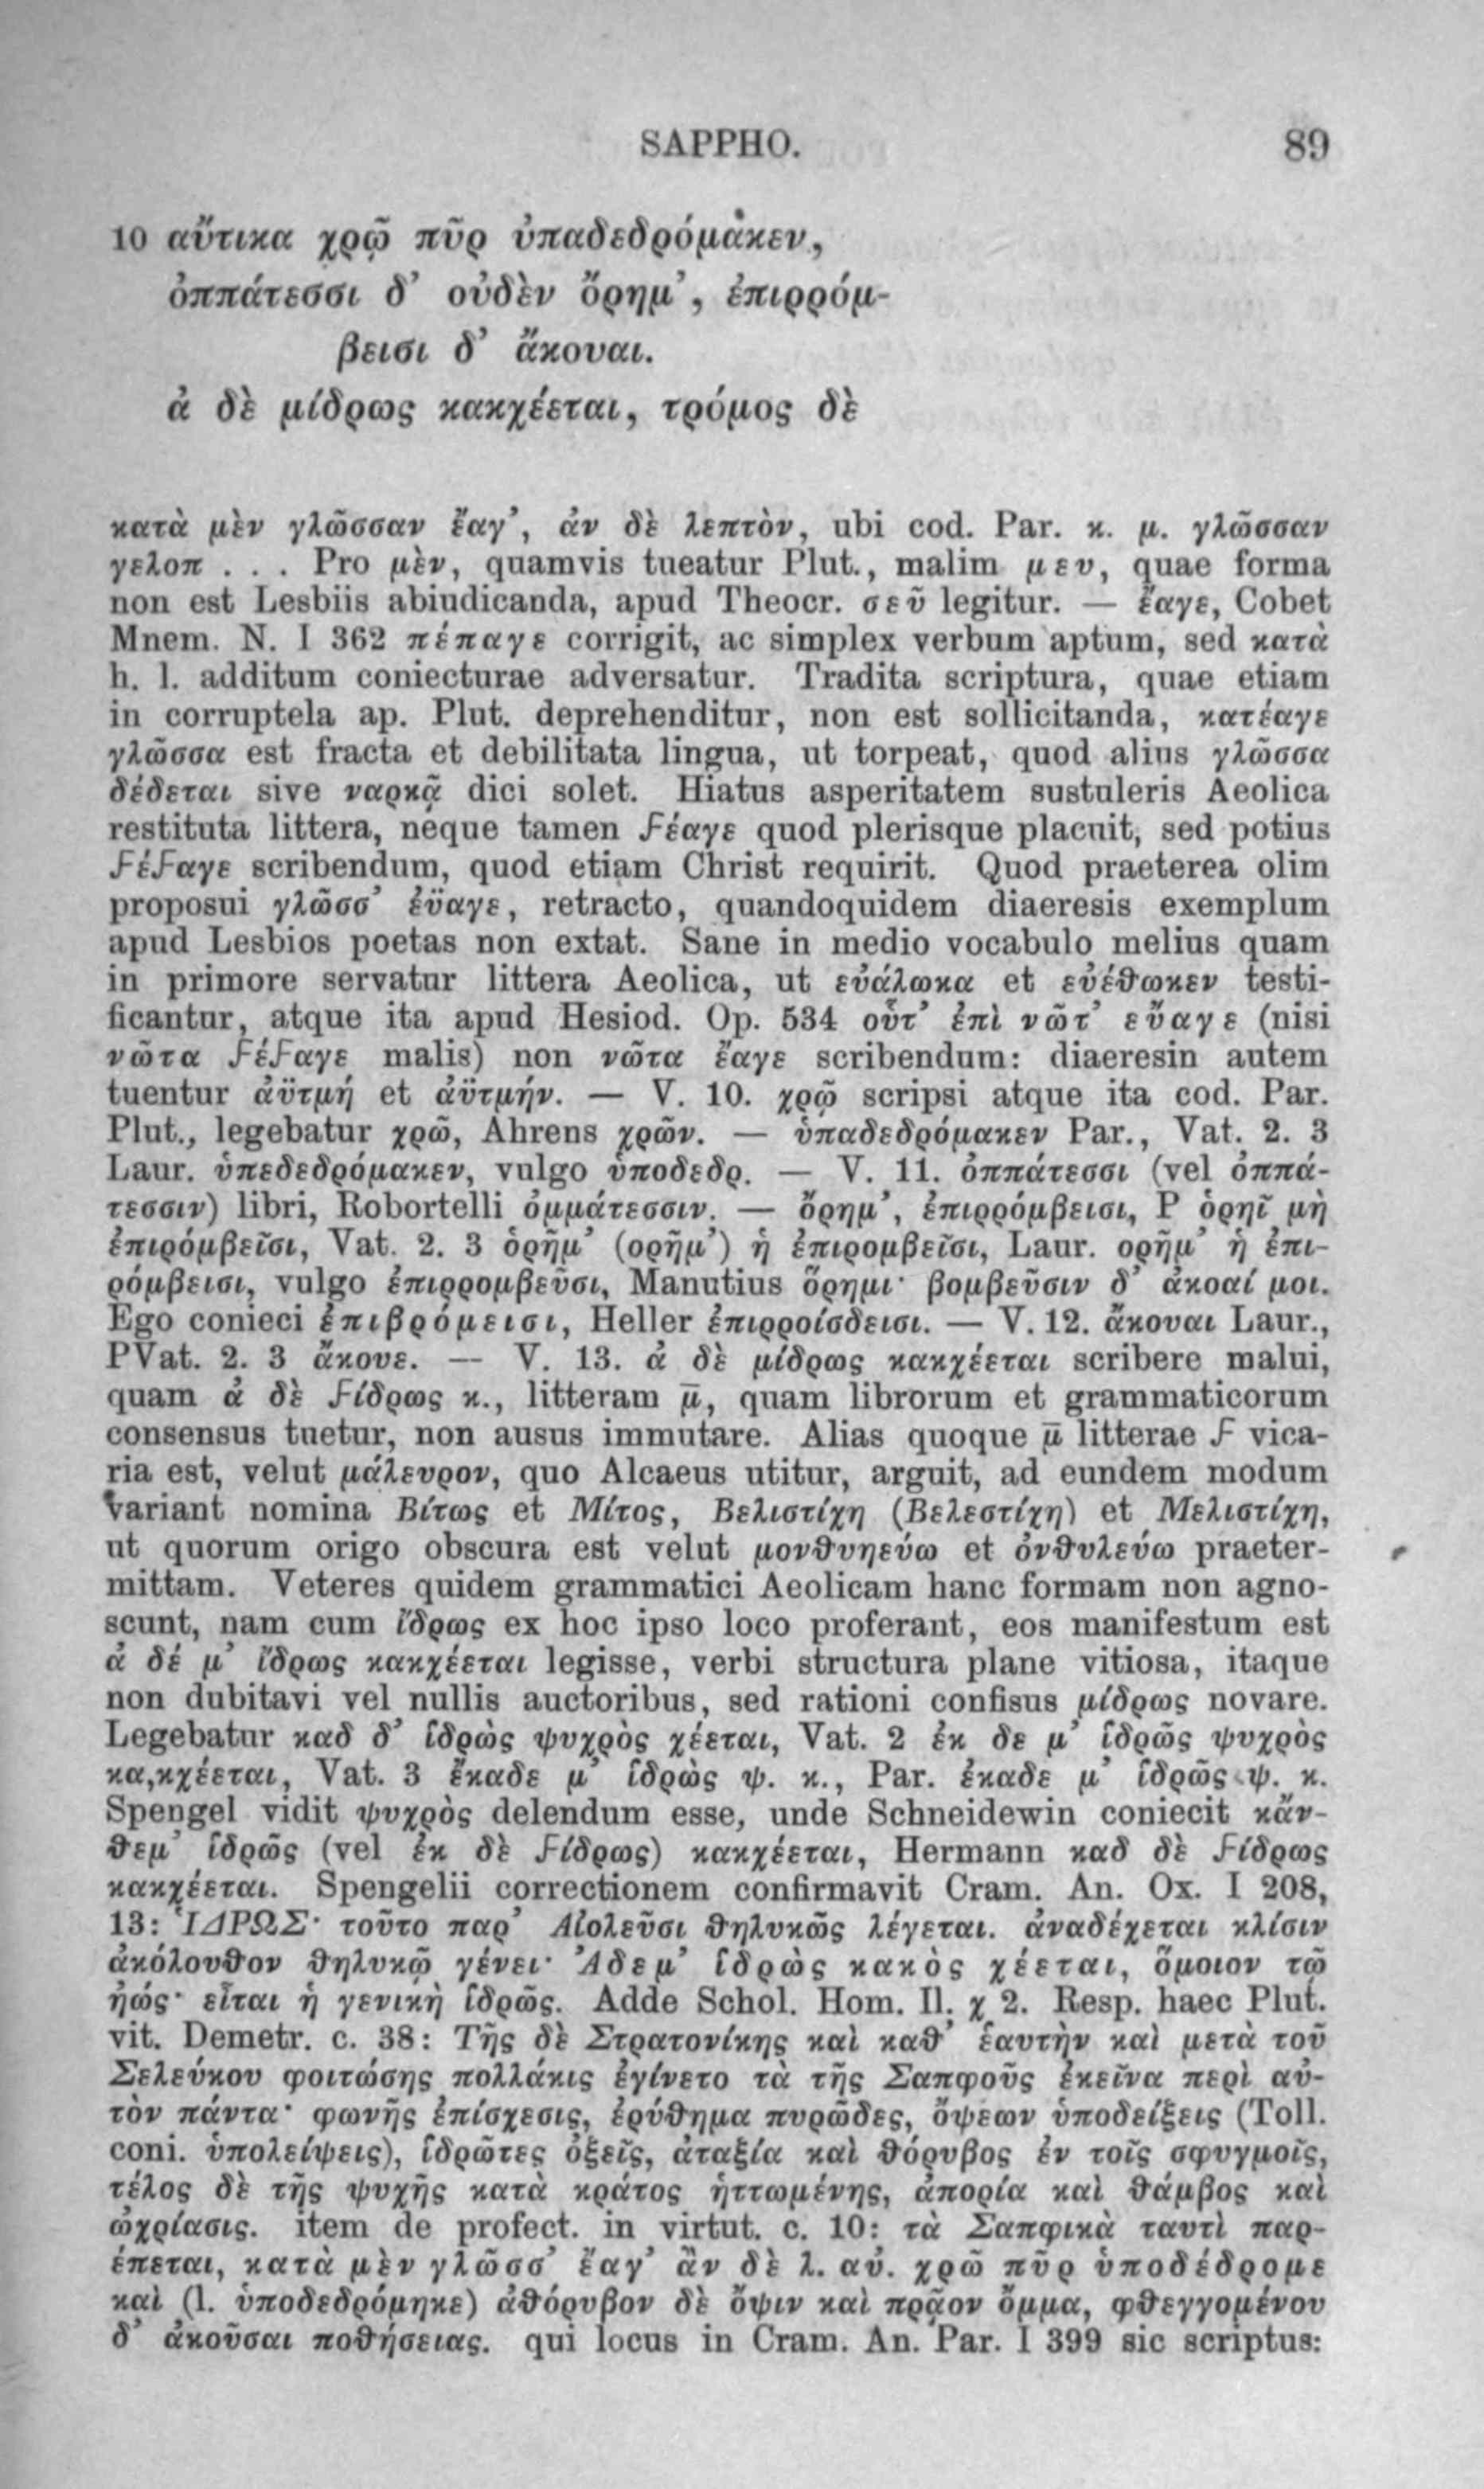 SAPPHO. 89
10 αὔτικα χρῷ πῦρ ὐπαδεδρόμᾰκεν,
ὀππάτεσσι δ’ οὐδὲν ὄρημ’, ἐπιρρόμ-
βεισι δ’ ἄκουαι.
ἀ δὲ μίδρως κακχέεται, τρόμος δὲ
κατὰ μὲν γλῶσσαν ἔαγ’, ἀν δὲ λεπτὸν, ubi cod. Par. κ. μ. γλῶσσαν
γελοπ . . . Pro μὲν, quamvis tueatur Plut., malim μευ, quae forma
non est Lesbiis abiudicanda, apud Theocr. σεῦ legitur. — ἔαγε, Cobet
Mnem. N. I 362 πέπαγε corrigit, ac simplex verbum aptum, sed κατὰ
h. l. additum coniecturae adversatur. Tradita scriptura, quae etiam
in corruptela ap. Plut. deprehenditur, non est sollicitanda, κατέαγε
γλῶσσα est fracta et debilitata lingua, ut torpeat, quod alius γλῶσσα
δέδεται sive ναρκᾷ dici solet. Hiatus asperitatem sustuleris Aeolica
restituta littera, neque tamen ϝέαγε quod plerisque placuit, sed potius
ϝέϝαγε scribendum, quod etiam Christ requirit. Quod praeterea olim
proposui γλῶσσ’ ἐϋαγε, retracto, quandoquidem diaeresis exemplum
apud Lesbios poetas non extat. Sane in medio vocabulo melius quam
in primore servatur littera Aeolica, ut εὐάλωκα et εὐέθωκεν testi-
ficantur, atque ita apud Hesiod. Op. 534 οὗτ’ ἐπὶ νῶτ’ εὔαγε (nisi
νῶτα ϝέϝαγε malis) non νῶτα ἔαγε scribendum: diaeresin autem
tuentur ἀϋτμή et ἀϋτμήν. — V. 10. χρῷ scripsi atque ita cod. Par.
Plut., legebatur χρῶ, Ahrens χρῶν. — ὑπαδεδρόμακεν Par., Vat. 2. 3
Laur. ὑπεδεδρόμακεν, vulgo ὑποδεδρ. — V. 11. ὀππάτεσσι (vel ὀππά-
τεσσιν) libri, Robortelli ὀμμάτεσσιν. — ὄρημ’, ἐπιρρόμβεισι, P ὁρηῖ μὴ
ἐπιρόμβεῖσι, Vat. 2. 3 ὁρῆμ’ (ορῆμ’) ἡ ἐπιρομβεῖσι, Laur. ορῆμ’ ἡ ἐπι-
ρόμβεισι, vulgo ἐπιρρομβεῦσι, Manutius ὄρημι· βομβεῦσιν δ’ ἀκοαί μοι.
Ego conieci ἐπιβρόμεισι, Heller ἐπιρροίσδεισι. — V. 12. ἄκουαι Laur.,
PVat. 2. 3 ἄκουε. — V. 13. ἀ δὲ μίδρως κακχέεται scribere malui,
quam ἀ δὲ ϝίδρως κ., litteram μ̄, quam librorum et grammaticorum
consensus tuetur, non ausus immutare. Alias quoque μ̄ litterae ϝ vica-
ria est, velut μάλευρον, quo Alcaeus utitur, arguit, ad eundem modum
variant nomina Βίτως et Μίτος, Βελιστίχη (Βελεστίχη) et Μελιστίχη,
ut quorum origo obscura est velut μονθυηεύω et ὀνθυλεύω praeter-
mittam. Veteres quidem grammatici Aeolicam hanc formam non agno-
scunt, nam cum ἴδρως ex hoc ipso loco proferant, eos manifestum est
ἀ δέ μ’ ἴδρως κακχέεται legisse, verbi structura plane vitiosa, itaque
non dubitavi vel nullis auctoribus, sed rationi confisus μίδρως novare.
Legebatur καδ δ’ ἱδρὼς ψυχρὸς χέεται, Vat. 2 ἐκ δε μ’ ἱδρῶς ψυχρὸς
κα,κχέεται, Vat. 3 ἔκαδε μ’ ἱδρὼς ψ. κ., Par. ἐκαδε μ’ ἱδρῶς ψ. κ.
Spengel vidit ψυχρὸς delendum esse, unde Schneidewin coniecit κἄν-
θεμ’ ἰδρῶς (vel ἐκ δὲ ϝίδρως) κακχέεται, Hermann καδ δὲ ϝίδρως
κακχέεται. Spengelii correctionem confirmavit Cram. An. Ox. I 208,
13: ἹΔΡΩΣ· τοῦτο παρ’ Αἰολεῦσι θηλυκῶς λέγεται. ἀναδέχεται κλίσιν
ἀκόλουθον θηλυκῷ γένει· Ἀδεμ’ ἱδρὼς κακὸς χέεται, ὅμοιον τῷ
ἠώς· εἶται ἡ γενικὴ ἱδρῶς. Adde Schol. Hom. Il. χ 2. Resp. haec Plut.
vit. Demetr. c. 38: Τῆς δὲ Στρατονίκης καὶ καθ’ ἑαυτὴν καὶ μετὰ τοῦ
Σελεύκου φοιτώσης πολλάκις ἐγίνετο τὰ τῆς Σαπφοῦς ἐκεῖνα περὶ αὐ-
τὸν πάντα· φωνῆς ἐπίσχεσις, ἐρύθημα πυρῶδες, ὄψεων ὑποδείξεις (Toll.
coni. ὑπολείψεις), ἱδρῶτες ὀξεῖς, ἀταξία καὶ θόρυβος ἐν τοῖς σφυγμοῖς,
τέλος δὲ τῆς ψυχῆς κατὰ κράτος ἡττωμένης, ἀπορία καὶ θάμβος καὶ
ὠχρίασις. item de profect. in virtut. c. 10: τὰ Σαπφικὰ ταυτὶ παρ-
έπεται, κατὰ μὲν γλῶσσ’ ἔαγ’ ἂν δὲ λ. αὐ. χρῶ πῦρ ὑποδέδρομε
καὶ (l. ὑποδεδρόμηκε) ἀθόρυβον δὲ ὄψιν καὶ πρᾷον ὄμμα, φθεγγομένου
δ’ ἀκοῦσαι ποθήσειας. qui locus in Cram. An. Par. I 399 sic scriptus: